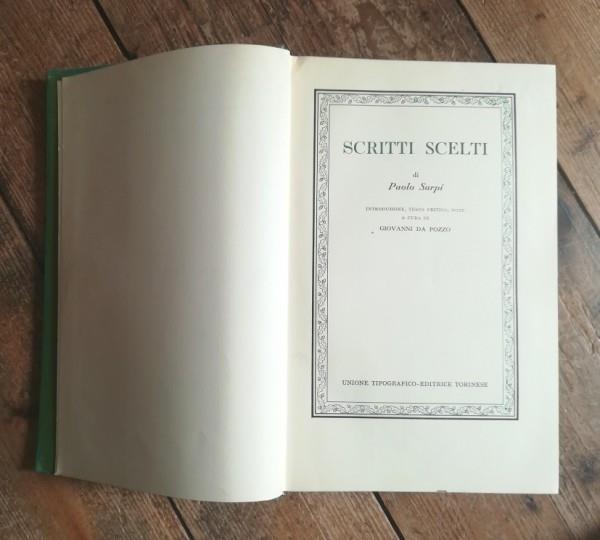 SCRITTI SCELTI
di
Paolo Sarpi
INTRODUZIONE, TESTO CRITICO, NOTE
A CURA DI
GIOVANNI DA POZZO
UNIONE TIPOGRAFICO-EDITRICE TORINESE